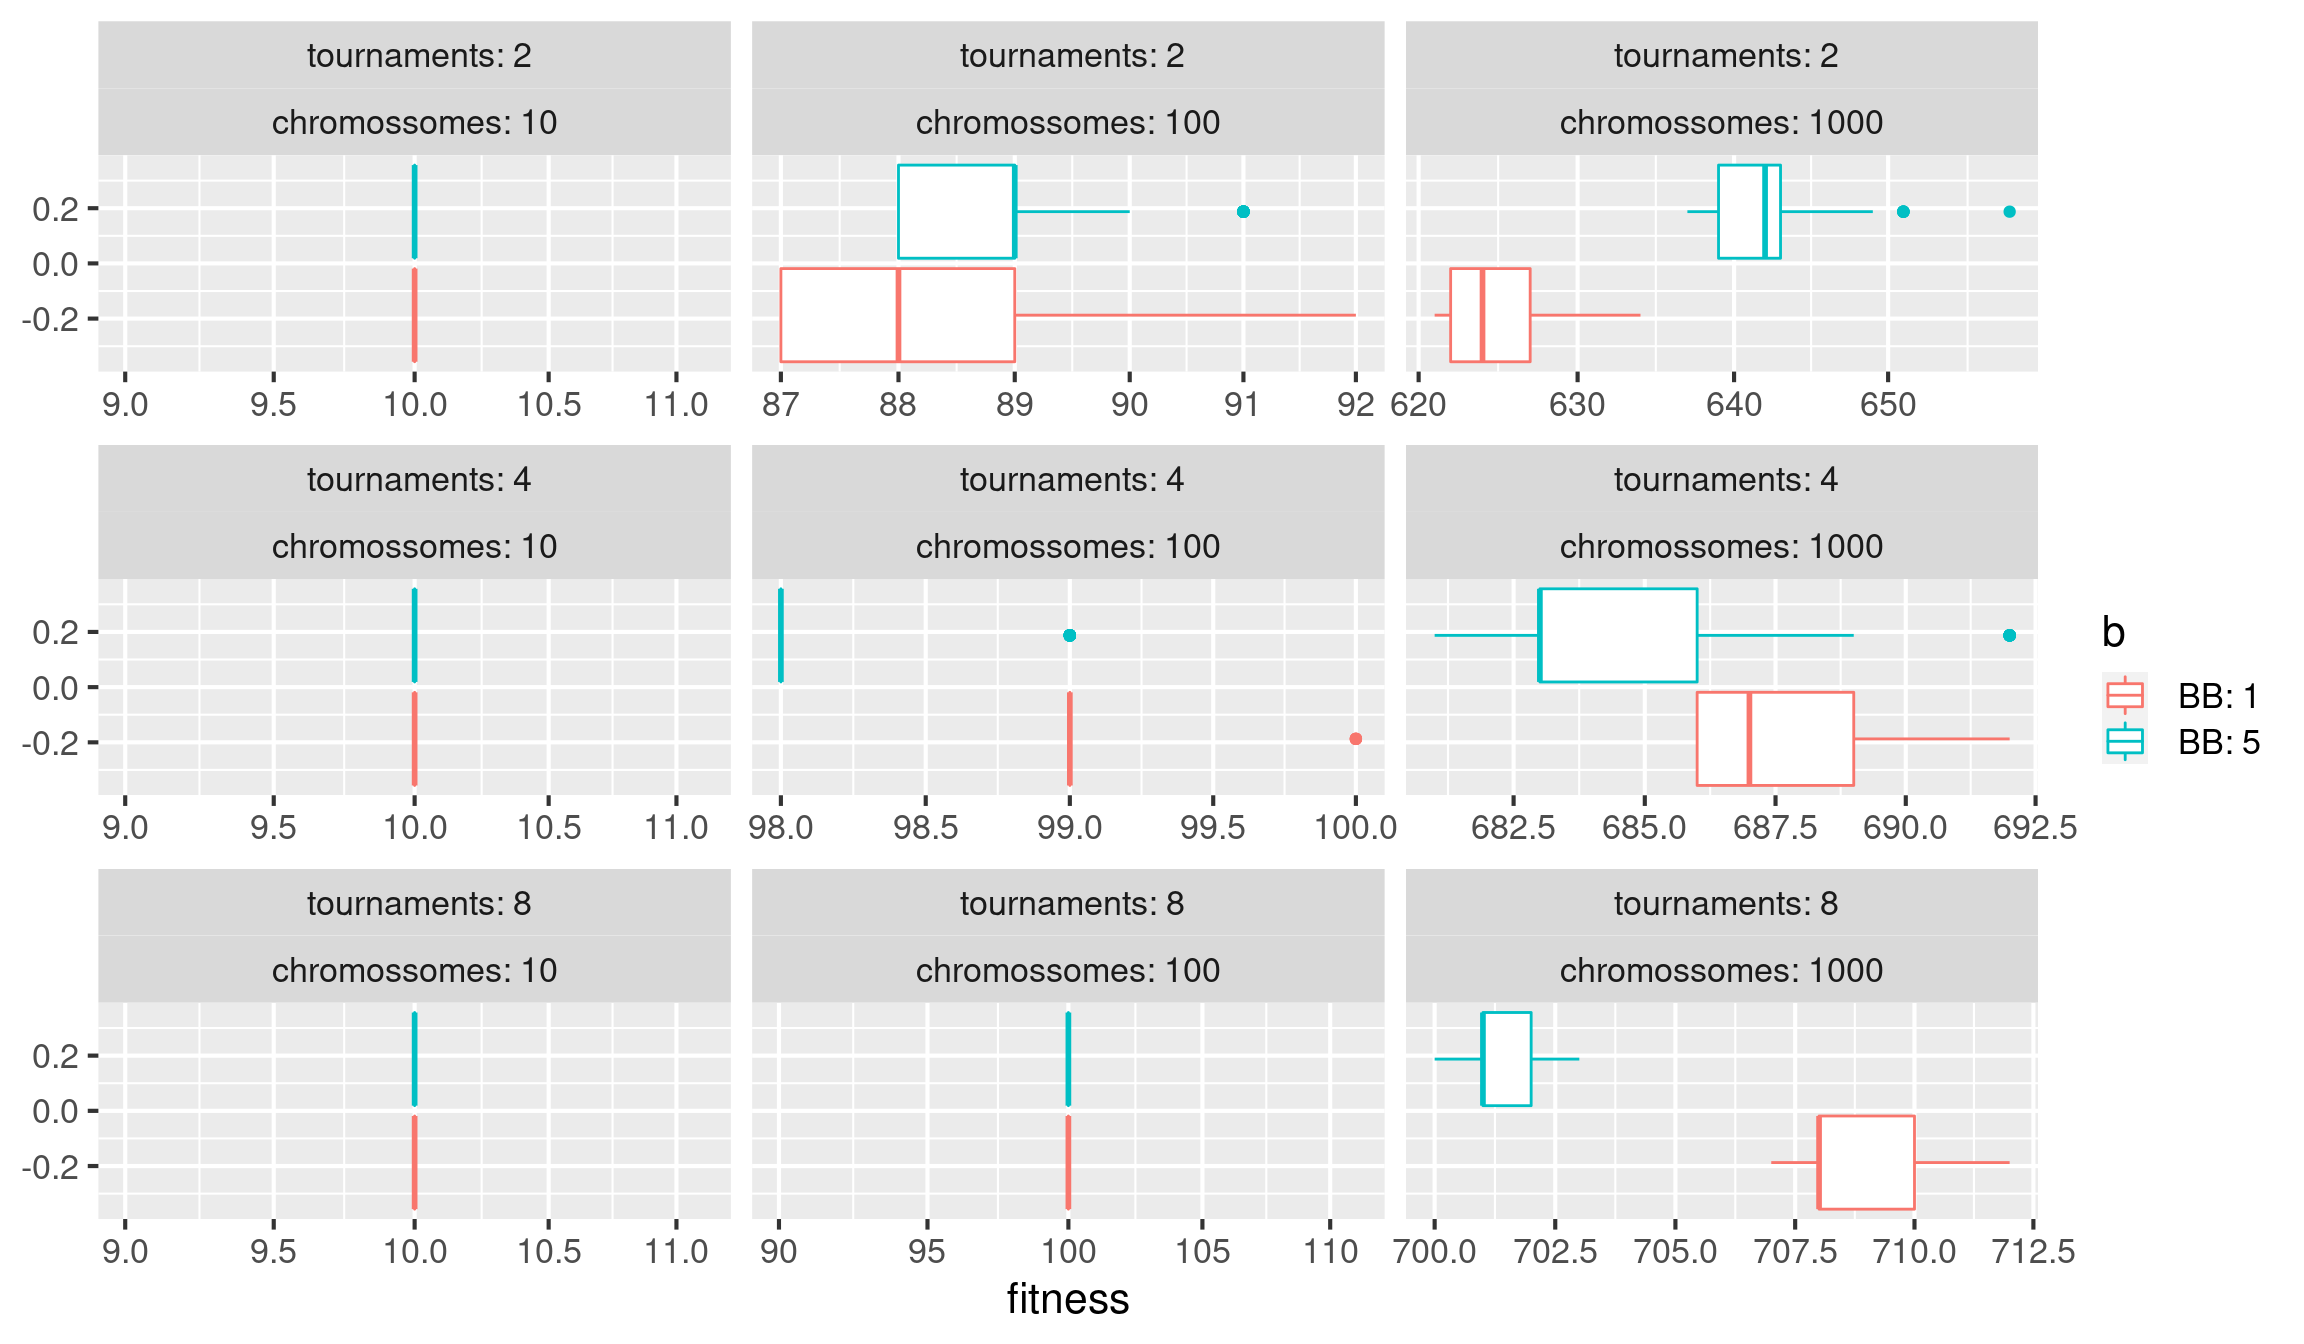 tournaments: 2 tournaments: 2 tournaments: 2
chromossomes: 10 chromossomes: 100 chromossomes: 1000
0.2
0.0
-0.2
9.0 9.5 10.0 10.5 11.0 87 88 89 90 91 92 620 630 640 650
tournaments: 4 tournaments: 4 tournaments: 4
chromossomes: 10 chromossomes: 100 chromossomes: 1000
0.2
0.0
-0.2
9.0 9.5 10.0 10.5 11.0 98.0 98.5 99.0 99.5 100.0 682.5 685.0 687.5 690.0 692.5
tournaments: 8 tournaments: 8 tournaments: 8
chromossomes: 10 chromossomes: 100 chromossomes: 1000
0.2
0.0
-0.2
9.0 9.5 10.0 10.5 11.0 90 95 100 105 110 700.0 702.5 705.0 707.5 710.0 712.5
fitness
b
BB: 1
BB: 5